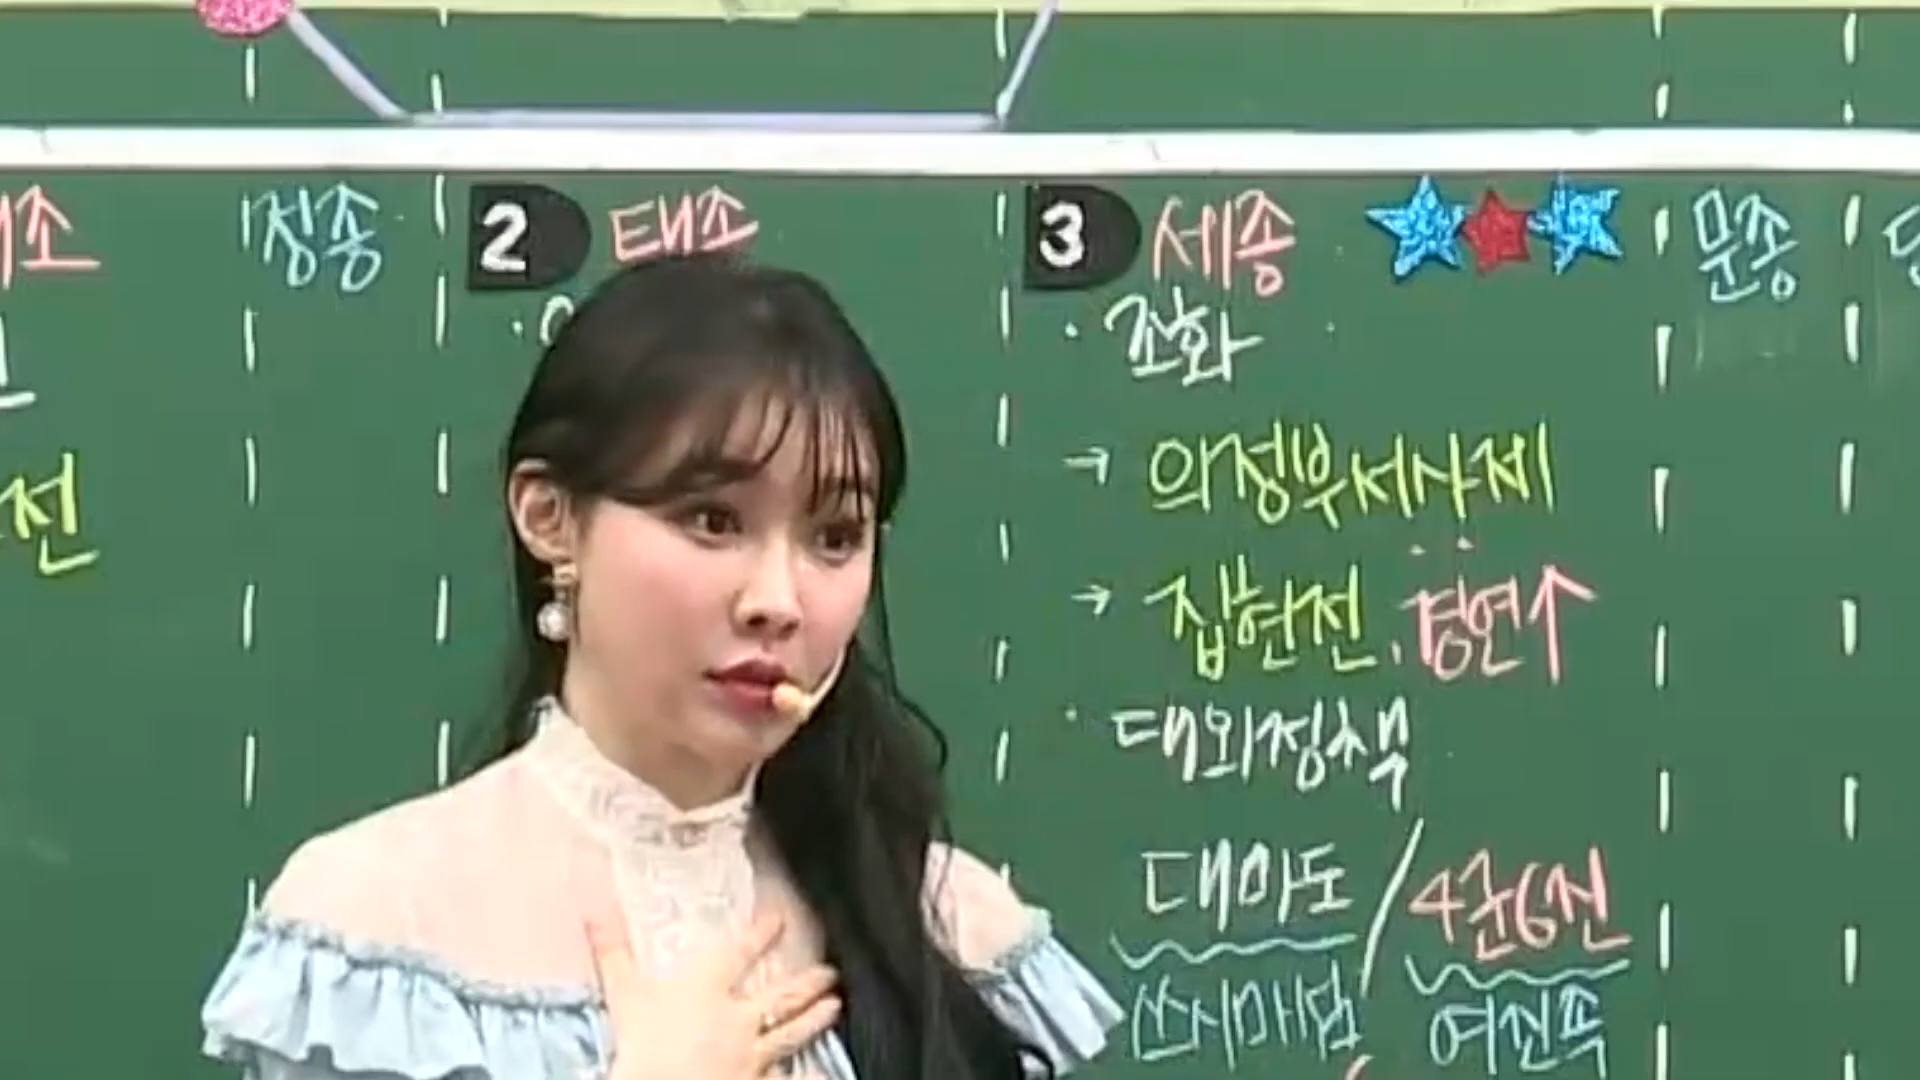 정종
2 태조
3 세종
문종
전
· 조화
→ 의정부서사제
→ 집현전, 경연↑
· 대외정책
대마도 / 4군6진
쓰시마섬 여진족